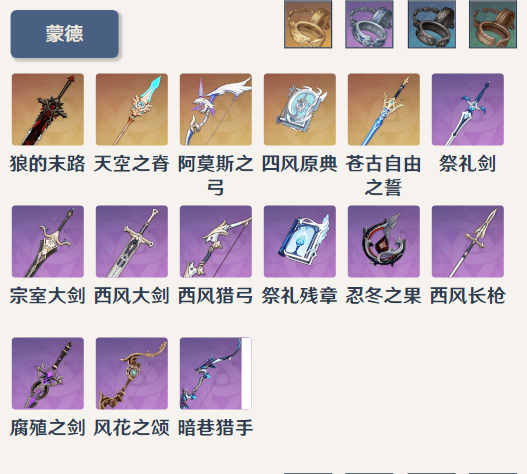 蒙德
狼的末路 天空之脊 阿莫斯之 四风原典 苍古自由 祭礼剑
弓 之誓
宗室大剑 西风大剑 西风猎弓 祭礼残章 忍冬之果 西风长枪
腐殖之剑 风花之颂 暗巷猎手